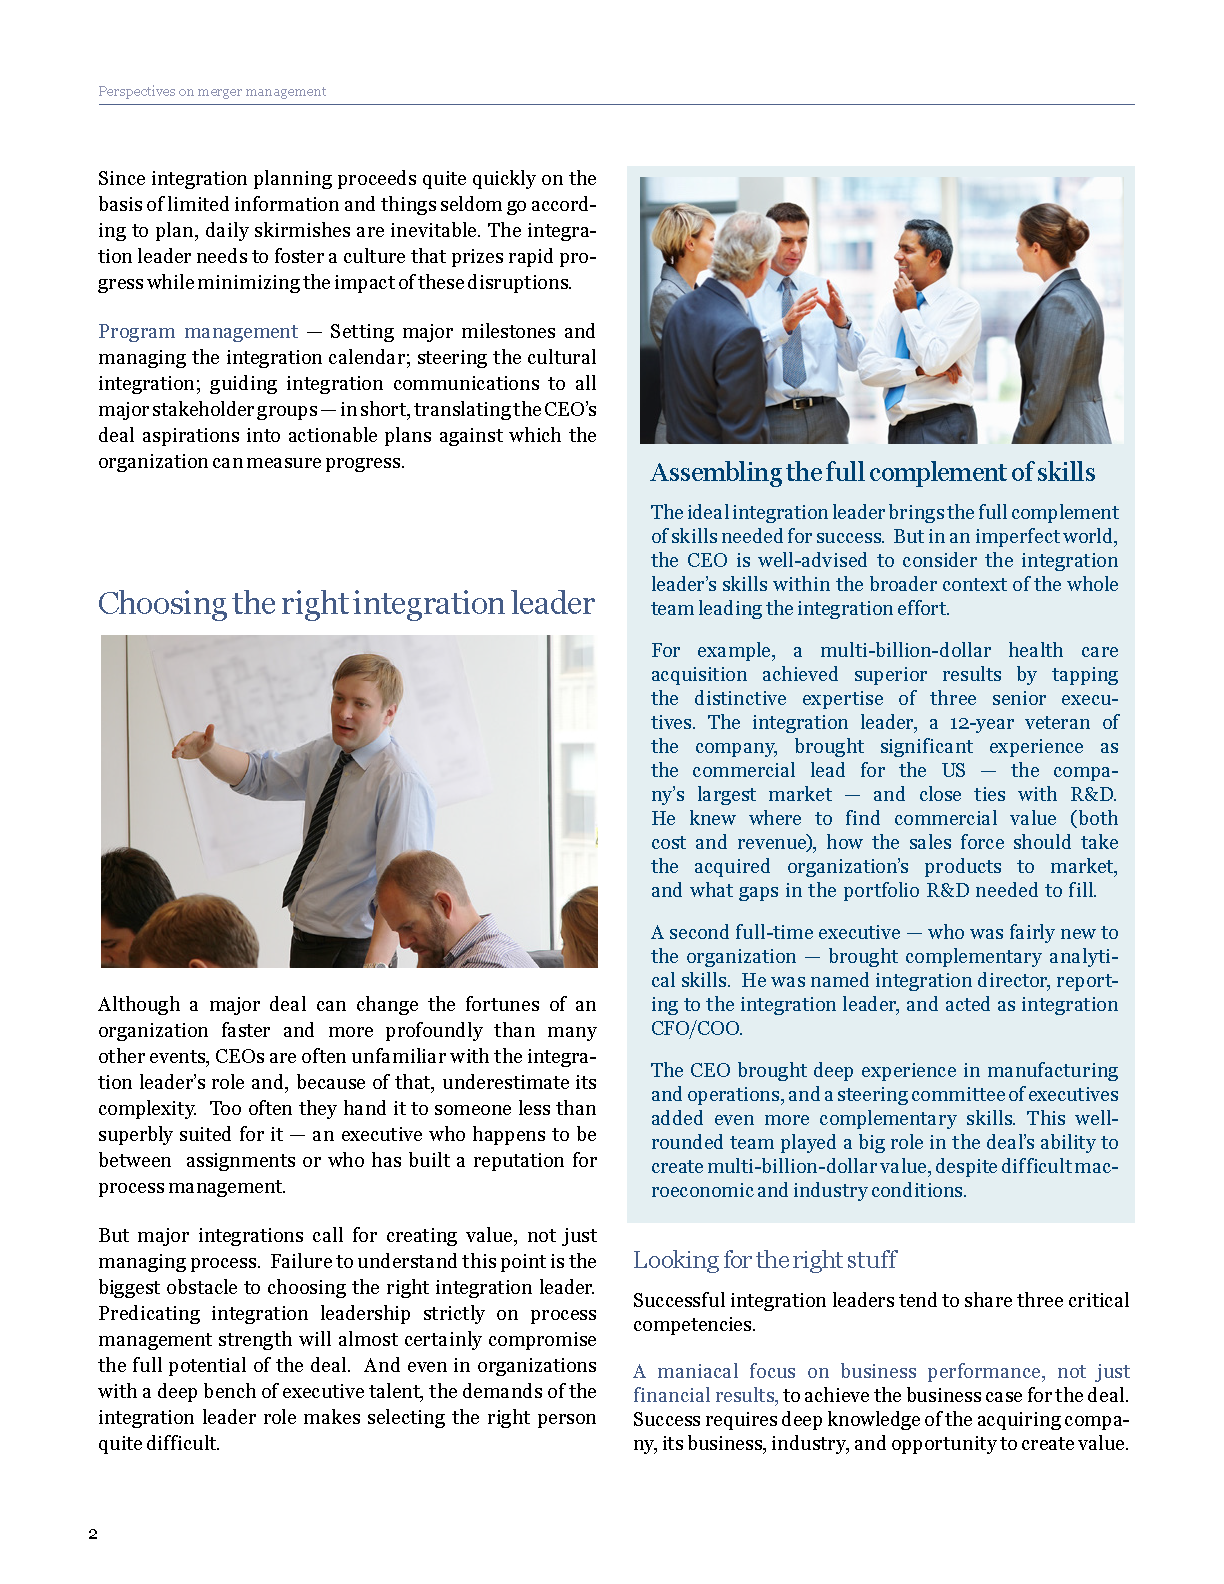 Perspectives on merger management
Since integration planning proceeds quite quickly on the
basis of limited information and things seldom go accord-
ing to plan, daily skirmishes are inevitable. The integra-
tion leader needs to foster a culture that prizes rapid pro-
gress while minimizing the impact of these disruptions.
Program management — Setting major milestones and
managing the integration calendar; steering the cultural
integration; guiding integration communications to all
major stakeholder groups — in short, translating the CEO’s
deal aspirations into actionable plans against which the
organization can measure progress.
Choosing the right integration leader
Although a major deal can change the fortunes of an
organization faster and more profoundly than many
other events, CEOs are often unfamiliar with the integra-
tion leader’s role and, because of that, underestimate its
complexity. Too often they hand it to someone less than
superbly suited for it — an executive who happens to be
between assignments or who has built a reputation for
process management.
But major integrations call for creating value, not just
managing process. Failure to understand this point is the
biggest obstacle to choosing the right integration leader.
Predicating integration leadership strictly on process
management strength will almost certainly compromise
the full potential of the deal. And even in organizations
with a deep bench of executive talent, the demands of the
integration leader role makes selecting the right person
quite difficult.
Assembling the full complement of skills
The ideal integration leader brings the full complement
of skills needed for success. But in an imperfect world,
the CEO is well-advised to consider the integration
leader’s skills within the broader context of the whole
team leading the integration effort.
For example, a multi-billion-dollar health care
acquisition achieved superior results by tapping
the distinctive expertise of three senior execu-
tives. The integration leader, a 12-year veteran of
the company, brought significant experience as
the commercial lead for the US — the compa-
ny’s largest market — and close ties with R&D.
He knew where to find commercial value (both
cost and revenue), how the sales force should take
the acquired organization’s products to market,
and what gaps in the portfolio R&D needed to fill.
A second full-time executive — who was fairly new to
the organization — brought complementary analyti-
cal skills. He was named integration director, report-
ing to the integration leader, and acted as integration
CFO/COO.
The CEO brought deep experience in manufacturing
and operations, and a steering committee of executives
added even more complementary skills. This well-
rounded team played a big role in the deal’s ability to
create multi-billion-dollar value, despite difficult mac-
roeconomic and industry conditions.
Looking for the right stuff
Successful integration leaders tend to share three critical
competencies.
A maniacal focus on business performance, not just
financial results, to achieve the business case for the deal.
Success requires deep knowledge of the acquiring compa-
ny, its business, industry, and opportunity to create value.
2